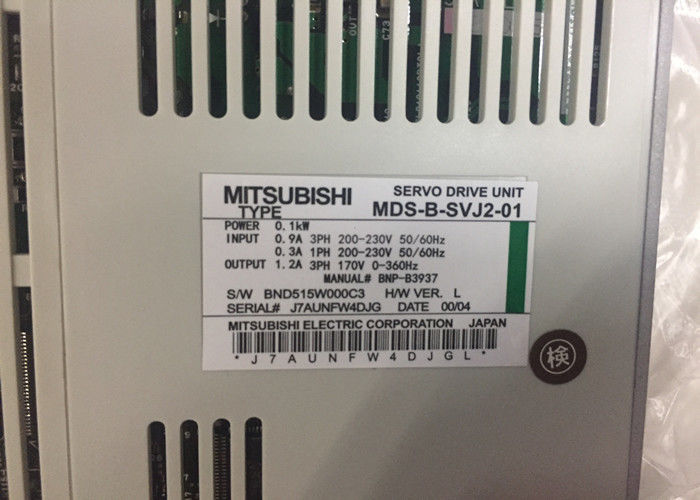 OUT
C73
MITSUBISHI SERVO DRIVE UNIT
TYPE MDS-B-SVJ2-01
POWER 0.1kW
INPUT 0.9A 3PH 200-230V 50/60Hz
0.3A 1PH 200-230V 50/60Hz
OUTPUT 1.2A 3PH 170V 0-360Hz
MANUAL# BNP-B3937
S/W BND515W000C3 H/W VER. L
SERIAL# J7AUNFW4DJG DATE 00/04
MITSUBISHI ELECTRIC CORPORATION JAPAN
*J7AUNFW4DJGL*
検